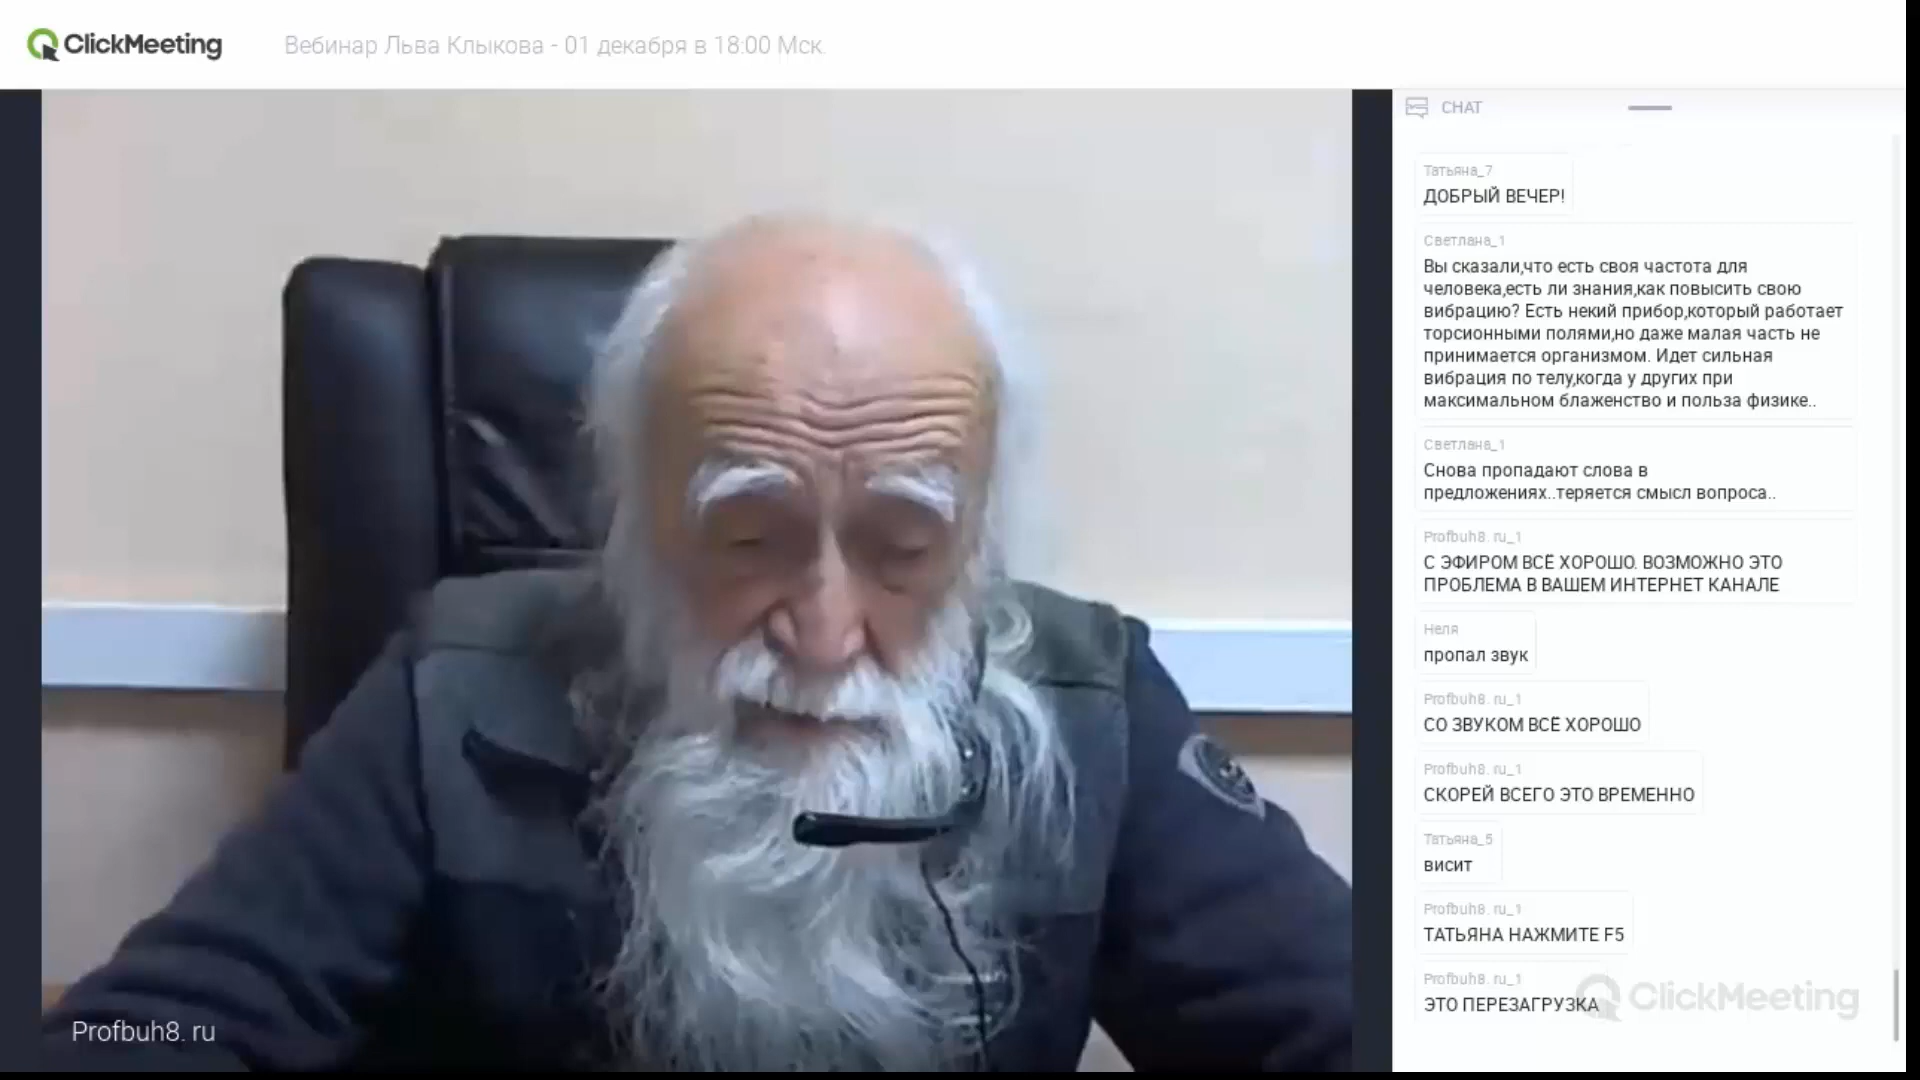 ClickMeeting
Вебинар Льва Клыкова - 01 декабря в 18:00 Мск.
CHAT
Татьяна_7
ДОБРЫЙ ВЕЧЕР!
Светлана_1
Вы сказали,что есть своя частота для
человека,есть ли знания,как повысить свою
вибрацию? Есть некий прибор,который работает
торсионными полями,но даже малая часть не
принимается организмом. Идет сильная
вибрация по телу,когда у других при
максимальном блаженство и польза физике..
Светлана_1
Снова пропадают слова в
предложениях..теряется смысл вопроса..
Profbuh8. ru_1
С ЭФИРОМ ВСЁ ХОРОШО. ВОЗМОЖНО ЭТО
ПРОБЛЕМА В ВАШЕМ ИНТЕРНЕТ КАНАЛЕ
Неля
пропал звук
Profbuh8. ru_1
СО ЗВУКОМ ВСЁ ХОРОШО
Profbuh8. ru_1
СКОРЕЙ ВСЕГО ЭТО ВРЕМЕННО
Татьяна_5
висит
Profbuh8. ru_1
ТАТЬЯНА НАЖМИТЕ F5
Profbuh8. ru_1
ЭТО ПЕРЕЗАГРУЗКА
ClickMeeting
Profbuh8. ru